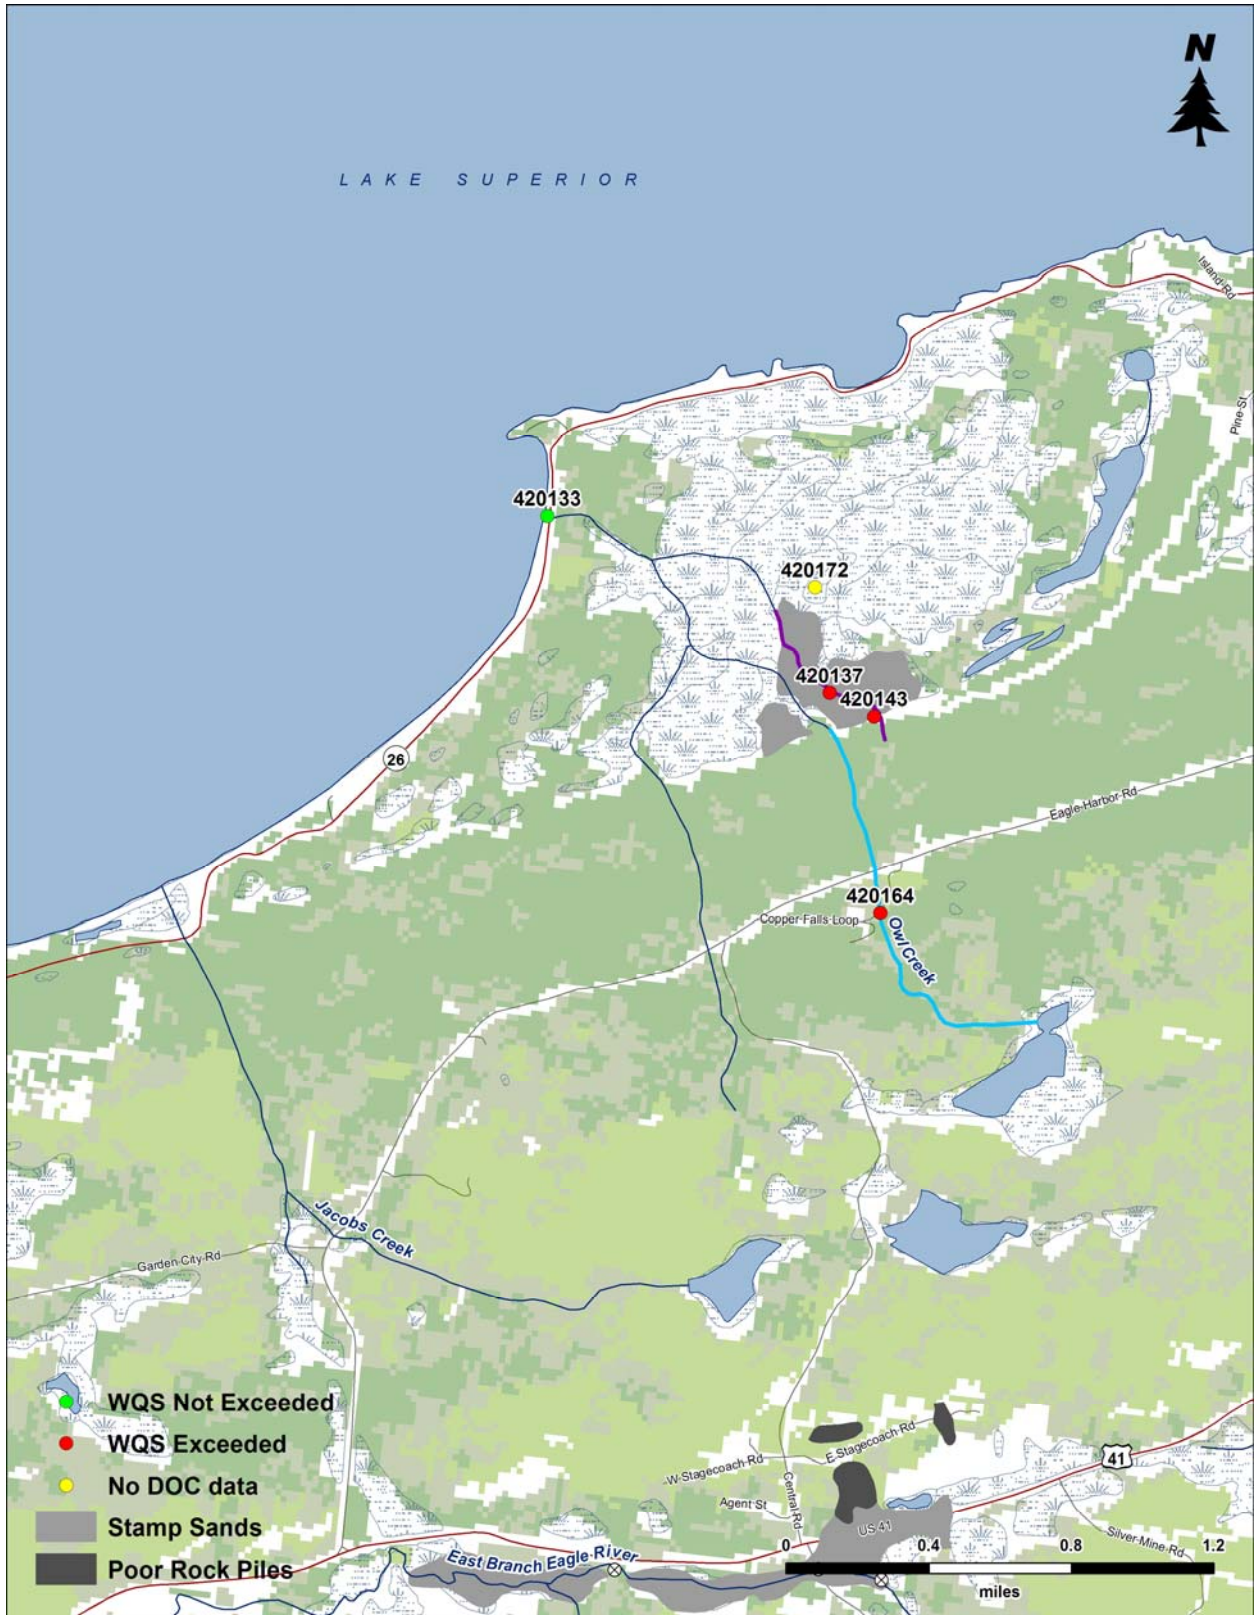 N
LAKE SUPERIOR
Island Rd
Pine St
420133
420172
420137
420143
26
Eagle Harbor Rd
420164
Copper Falls Loop
Owl Creek
Jacobs Creek
Garden City Rd
WQS Not Exceeded
WQS Exceeded
No DOC data
Stamp Sands
Poor Rock Piles
E Stagecoach Rd
W Stagecoach Rd
41
Agent St
Central Rd
US 41
Silver Mine Rd
East Branch Eagle River
0 0.4 0.8 1.2
miles